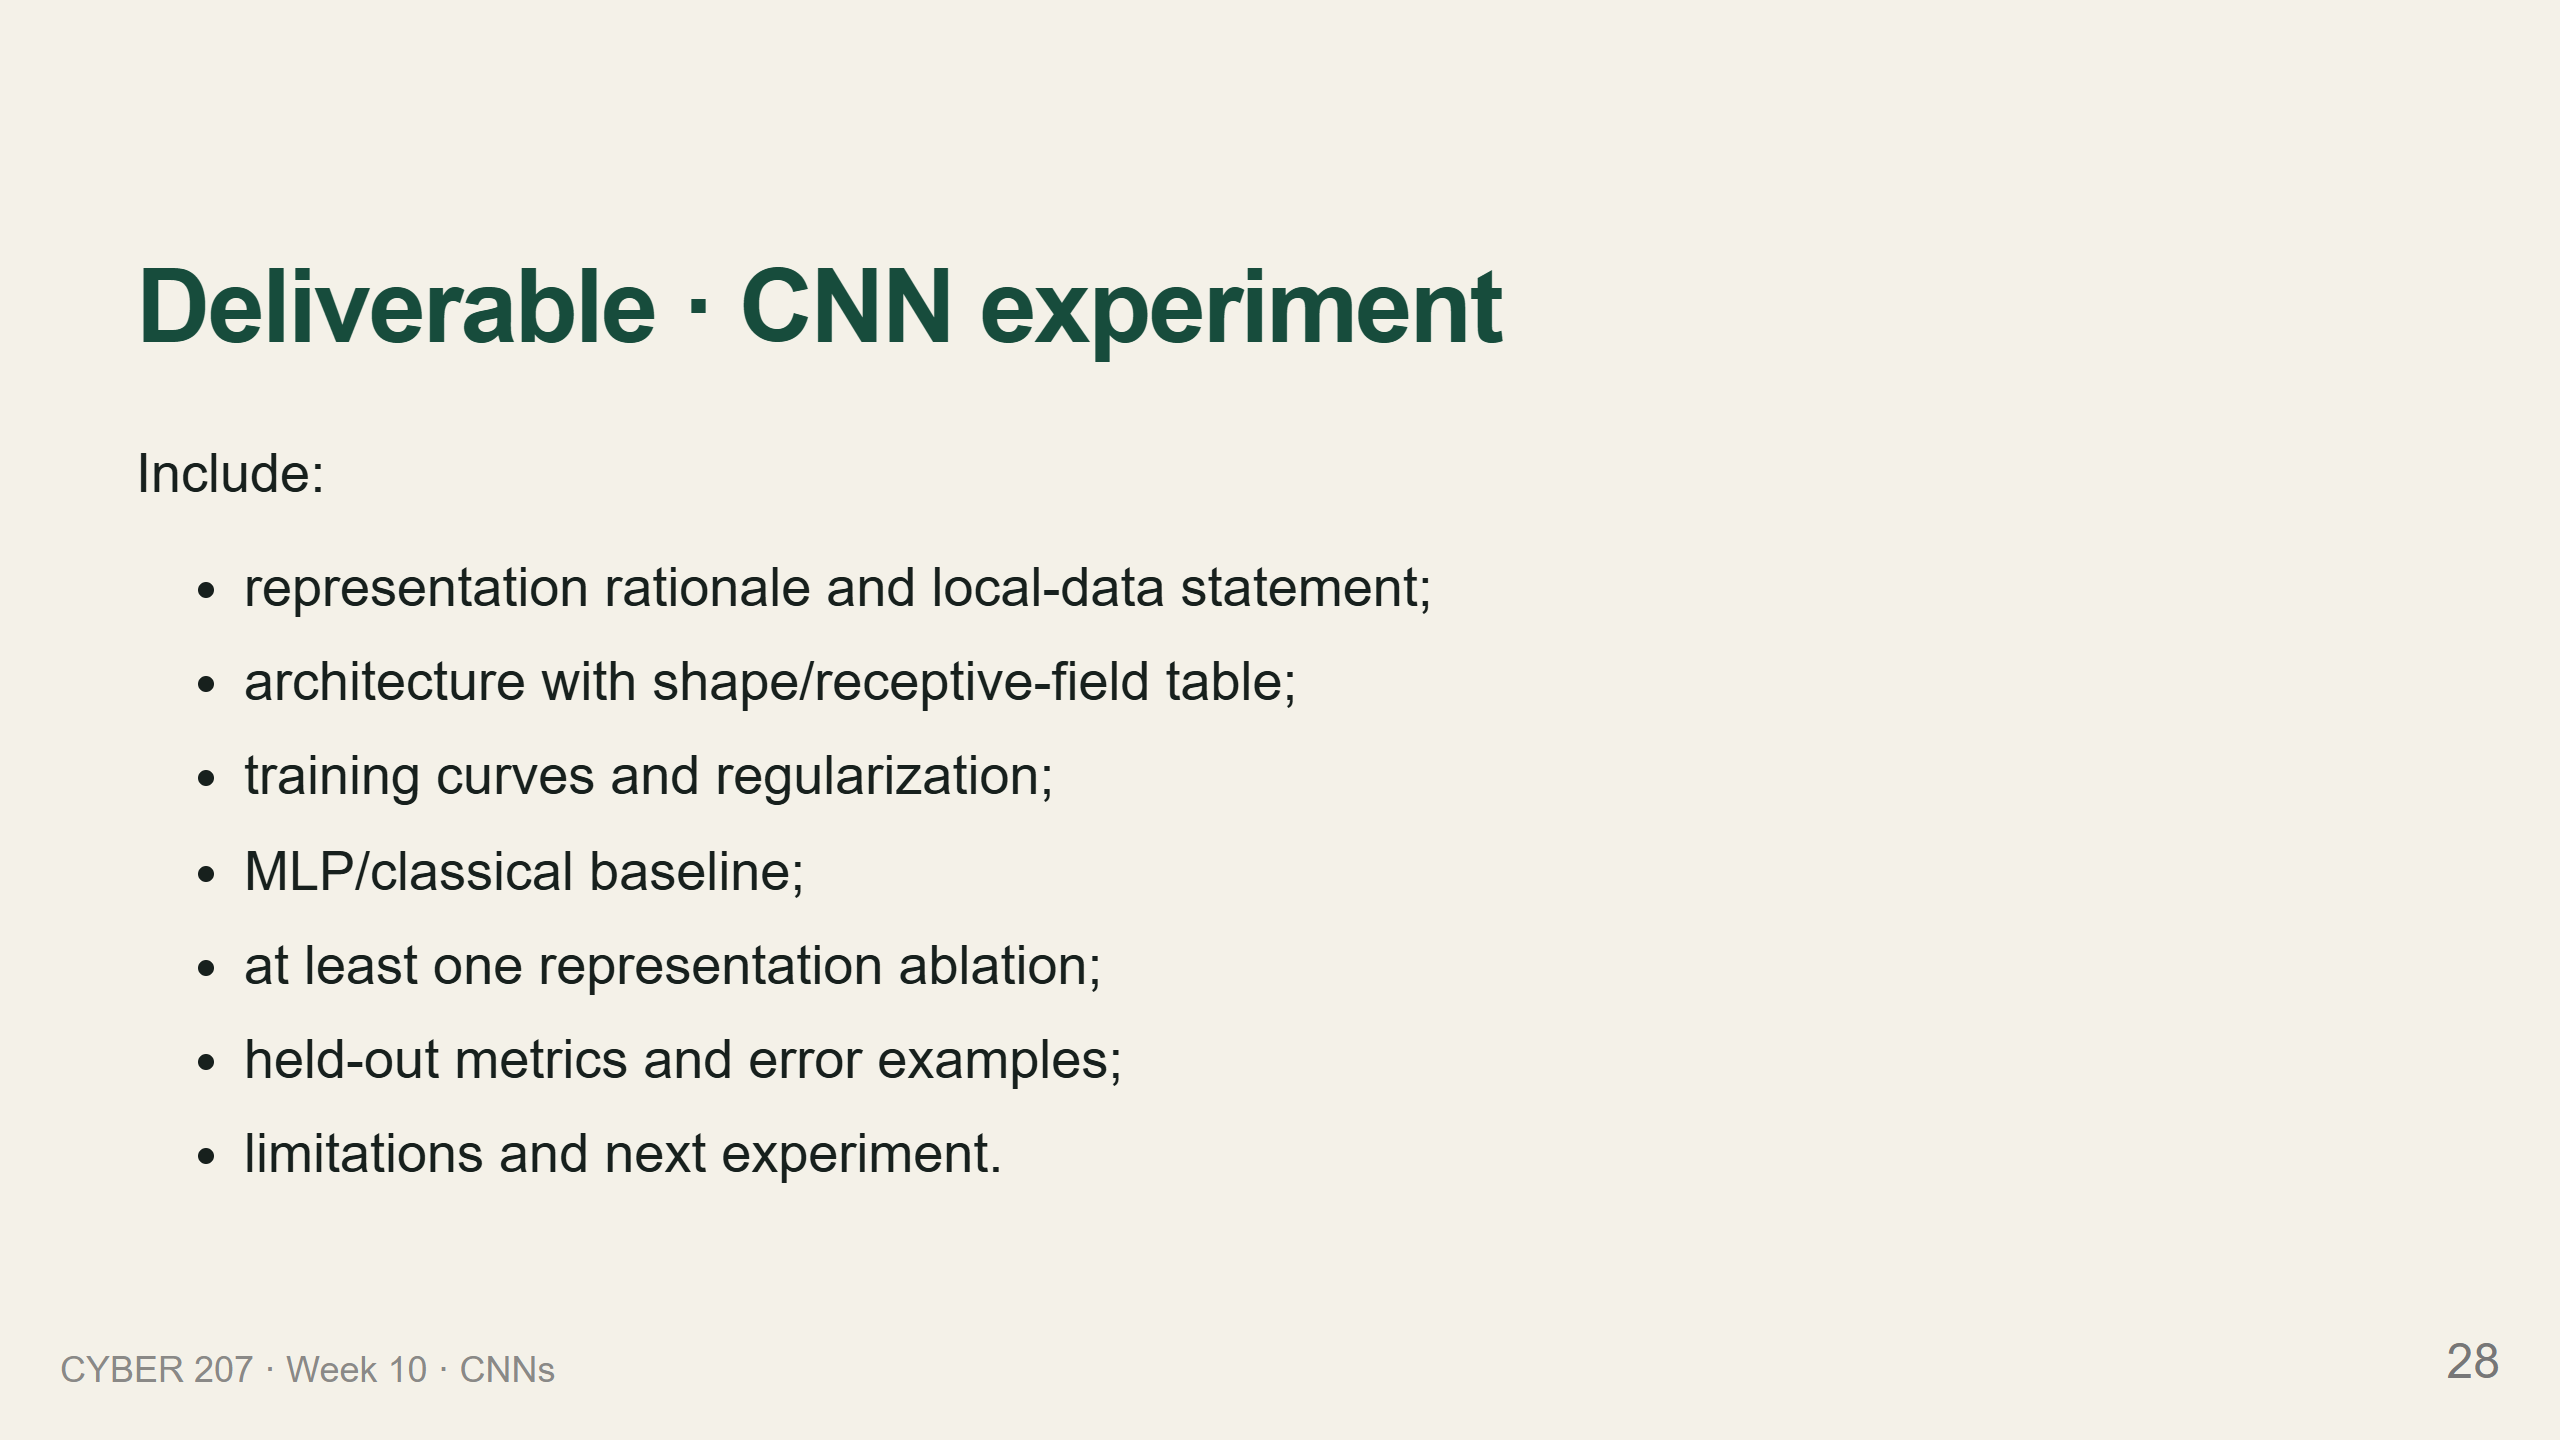 Deliverable · CNN experiment
Include:
• representation rationale and local-data statement;
• architecture with shape/receptive-field table;
• training curves and regularization;
• MLP/classical baseline;
• at least one representation ablation;
• held-out metrics and error examples;
• limitations and next experiment.
CYBER 207 · Week 10 · CNNs
28